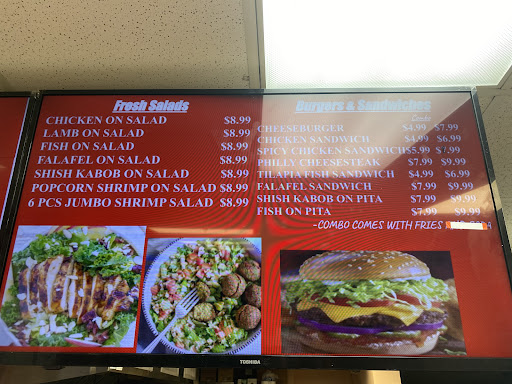 Fresh Salads
CHICKEN ON SALAD $8.99
LAMB ON SALAD $8.99
FISH ON SALAD $8.99
FALAFEL ON SALAD $8.99
SHISH KABOB ON SALAD $8.99
POPCORN SHRIMP ON SALAD $8.99
6 PCS JUMBO SHRIMP SALAD $8.99
Burgers & Sandwiches
Combo
CHEESEBURGER $4.99 $7.99
CHICKEN SANDWICH $4.99 $6.99
SPICY CHICKEN SANDWICH $5.99 $7.99
PHILLY CHEESESTEAK $7.99 $9.99
TILAPIA FISH SANDWICH $4.99 $6.99
FALAFEL SANDWICH $7.99 $9.99
SHISH KABOB ON PITA $7.99 $9.99
FISH ON PITA $7.99 $9.99
-COMBO COMES WITH FRIES
TOSHIBA